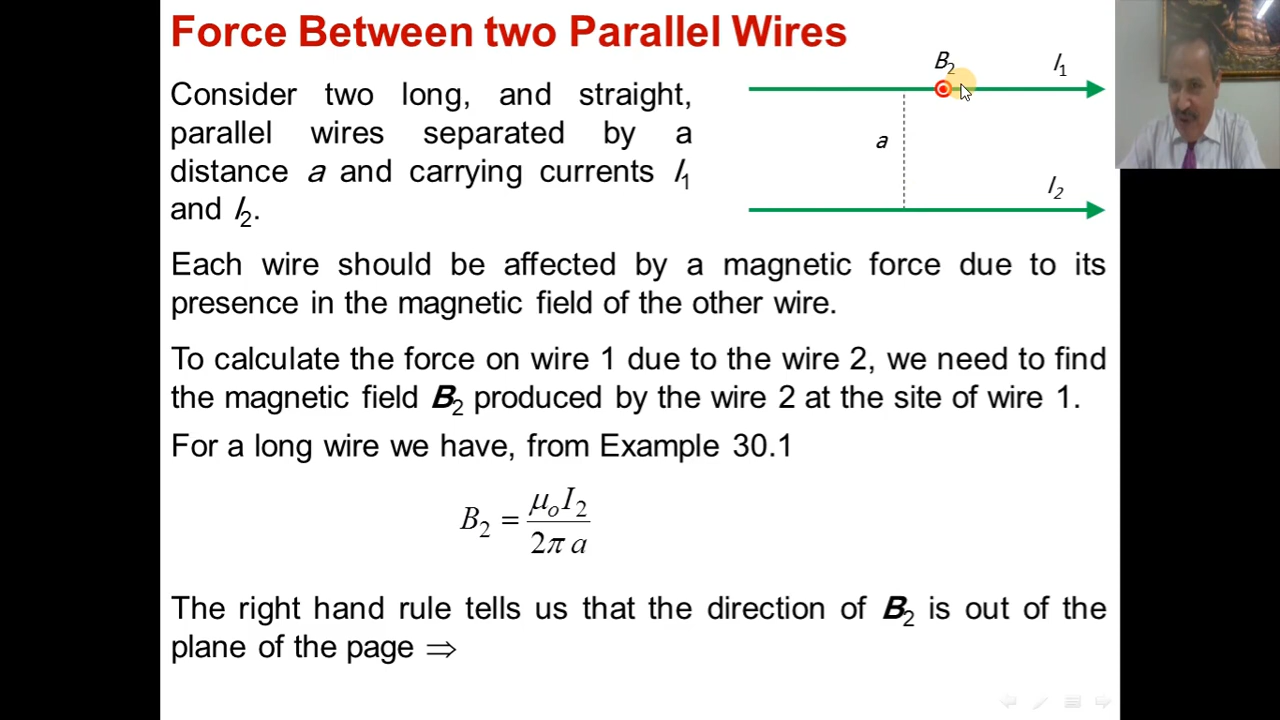 Force Between two Parallel Wires
Consider two long, and straight,
parallel wires separated by a
distance a and carrying currents I₁
and I₂.
B₂
I₁
a
I₂
Each wire should be affected by a magnetic force due to its
presence in the magnetic field of the other wire.
To calculate the force on wire 1 due to the wire 2, we need to find
the magnetic field B₂ produced by the wire 2 at the site of wire 1.
For a long wire we have, from Example 30.1
B₂ = μₒI₂ / 2π a
The right hand rule tells us that the direction of B₂ is out of the
plane of the page ⇒